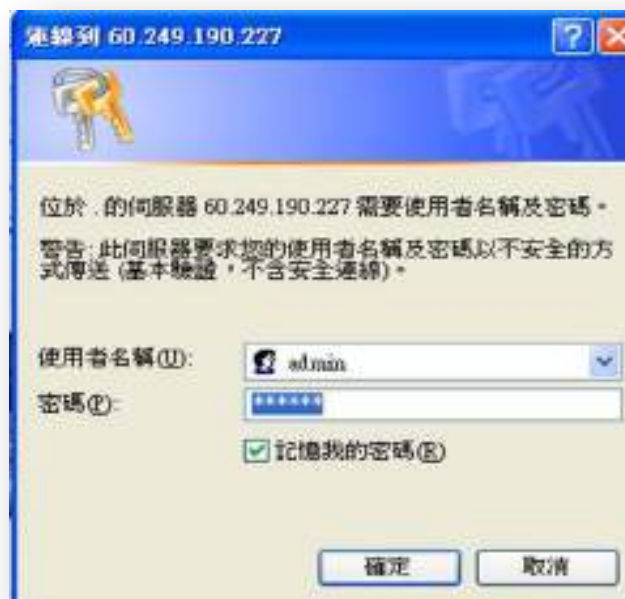 連線到 60.249.190.227
位於 . 的伺服器 60.249.190.227 需要使用者名稱及密碼。
警告: 此伺服器要求您的使用者名稱及密碼以不安全的方
式傳送 (基本驗證，不含安全連線)。
使用者名稱(U):
admin
密碼(P):
******
記憶我的密碼(R)
確定
取消